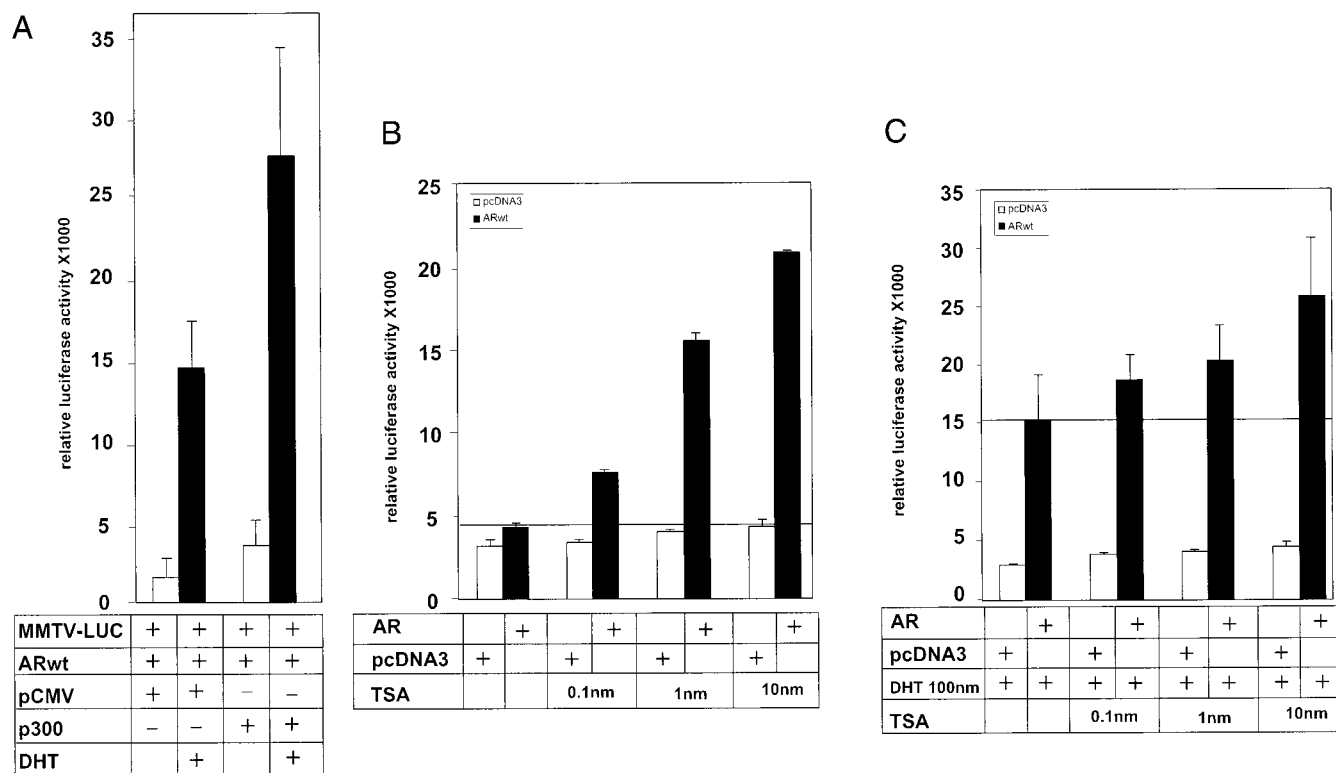 A
relative luciferase activity X1000
35
30
25
20
15
10
5
0
MMTV-LUC + + + +
ARwt + + + +
pCMV + + − −
p300 − − + +
DHT + +
B
relative luciferase activity X1000
25
20
15
10
5
0
pcDNA3
ARwt
AR + + + +
pcDNA3 + + + +
TSA 0.1nm 1nm 10nm
C
relative luciferase activity X1000
35
30
25
20
15
10
5
0
pcDNA3
ARwt
AR + + + +
pcDNA3 + + + +
DHT 100nm + + + + + + + +
TSA 0.1nm 1nm 10nm